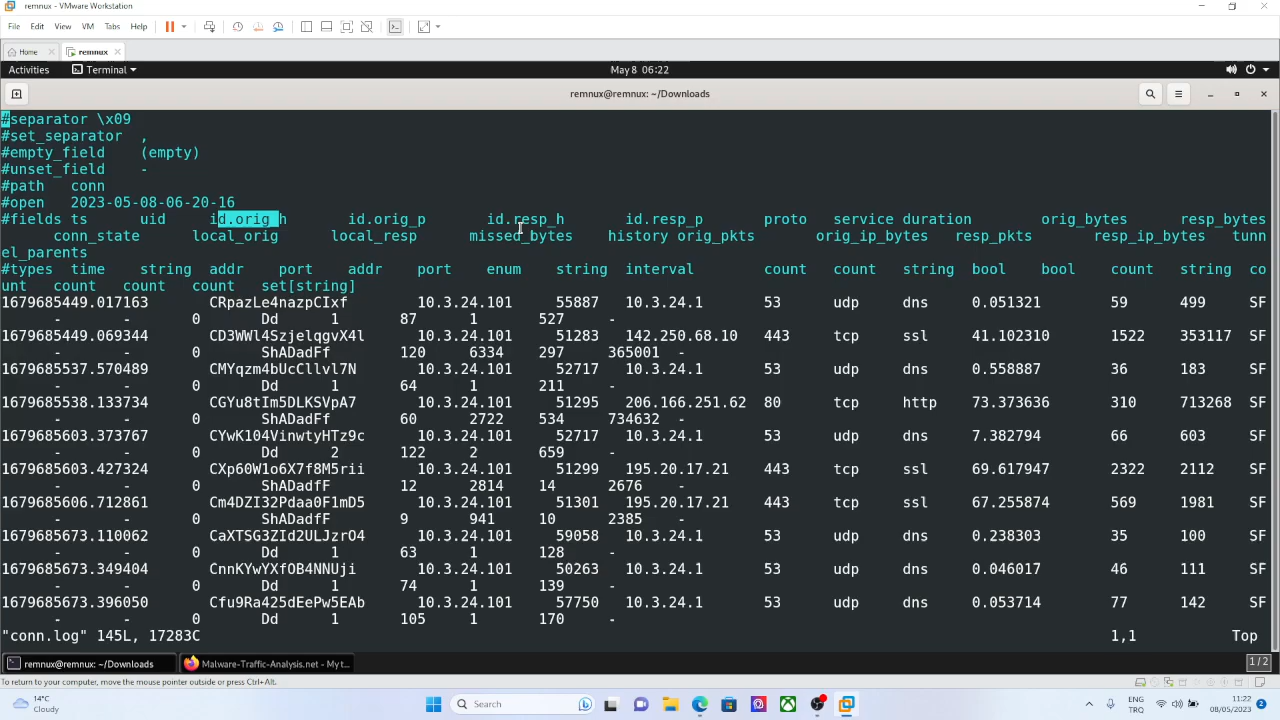 remnux - VMware Workstation
File Edit View VM Tabs Help
Home remnux
Activities Terminal May 8 06:22
remnux@remnux: ~/Downloads
#separator \x09
#set_separator ,
#empty_field (empty)
#unset_field -
#path conn
#open 2023-05-08-06-20-16
#fields ts uid id.orig_h id.orig_p id.resp_h id.resp_p proto service duration orig_bytes resp_bytes
conn_state local_orig local_resp missed_bytes history orig_pkts orig_ip_bytes resp_pkts resp_ip_bytes tunn
el_parents
#types time string addr port addr port enum string interval count count string bool bool count string co
unt count count count set[string]
1679685449.017163 CRpazLe4nazpCIxf 10.3.24.101 55887 10.3.24.1 53 udp dns 0.051321 59 499 SF
- - 0 Dd 1 87 1 527 -
1679685449.069344 CD3WWl4SzjelqgvX4l 10.3.24.101 51283 142.250.68.10 443 tcp ssl 41.102310 1522 353117 SF
- - 0 ShADadFf 120 6334 297 365001 -
1679685537.570489 CMYqzm4bUcCllvl7N 10.3.24.101 52717 10.3.24.1 53 udp dns 0.558887 36 183 SF
- - 0 Dd 1 64 1 211 -
1679685538.133734 CGYu8tIm5DLKSVpA7 10.3.24.101 51295 206.166.251.62 80 tcp http 73.373636 310 713268 SF
- - 0 ShADadFf 60 2722 534 734632 -
1679685603.373767 CYwK104VinwtyHTz9c 10.3.24.101 52717 10.3.24.1 53 udp dns 7.382794 66 603 SF
- - 0 Dd 2 122 2 659 -
1679685603.427324 CXp60W1o6X7f8M5rii 10.3.24.101 51299 195.20.17.21 443 tcp ssl 69.617947 2322 2112 SF
- - 0 ShADadfF 12 2814 14 2676 -
1679685606.712861 Cm4DZI32Pdaa0F1mD5 10.3.24.101 51301 195.20.17.21 443 tcp ssl 67.255874 569 1981 SF
- - 0 ShADadfF 9 941 10 2385 -
1679685673.110062 CaXTSG3ZId2ULJzrO4 10.3.24.101 59058 10.3.24.1 53 udp dns 0.238303 35 100 SF
- - 0 Dd 1 63 1 128 -
1679685673.349404 CnnKYwYXfOB4NNUji 10.3.24.101 50263 10.3.24.1 53 udp dns 0.046017 46 111 SF
- - 0 Dd 1 74 1 139 -
1679685673.396050 Cfu9Ra425dEePw5EAb 10.3.24.101 57750 10.3.24.1 53 udp dns 0.053714 77 142 SF
- - 0 Dd 1 105 1 170 -
"conn.log" 145L, 17283C 1,1 Top
remnux@remnux: ~/Downloads Malware-Traffic-Analysis.net - My t... 1 / 2
To return to your computer, move the mouse pointer outside or press Ctrl+Alt.
14°C
Cloudy
Search
ENG
TRQ
11:22
08/05/2023
2